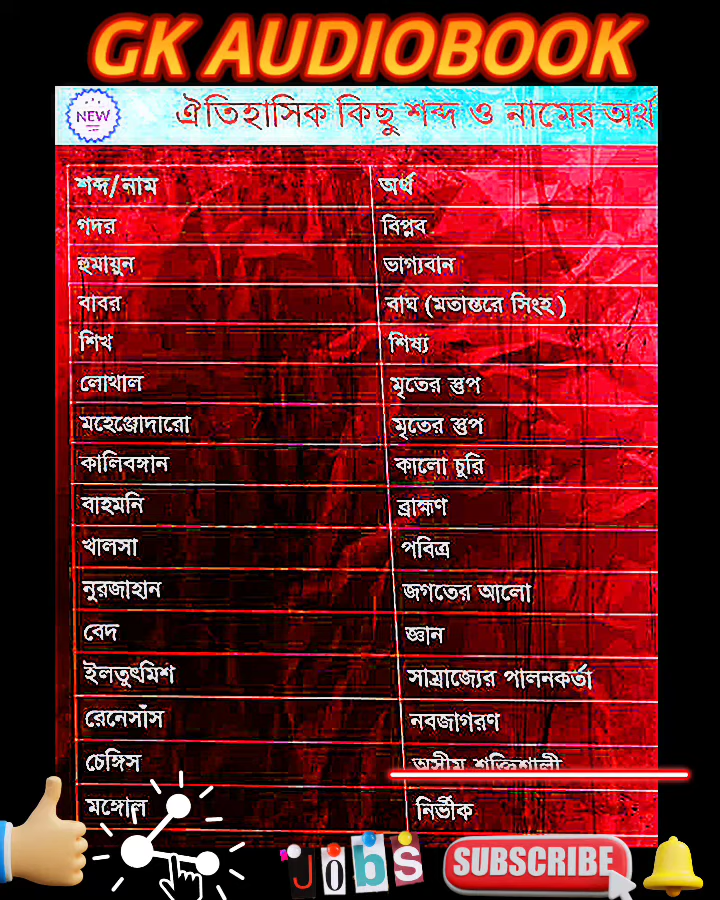 GK AUDIOBOOK
NEW
ঐতিহাসিক কিছু শব্দ ও নামের অর্থ
শব্দ/নাম অর্থ
গদর বিপ্লব
হুমায়ুন ভাগ্যবান
বাবর বাঘ (মতান্তরে সিংহ)
শিখ শিষ্য
লোথাল মৃতের স্তুপ
মহেঞ্জোদারো মৃতের স্তুপ
কালিবঙ্গান কালো চুরি
বাহমনি ব্রাহ্মণ
খালসা পবিত্র
নুরজাহান জগতের আলো
বেদ জ্ঞান
ইলতুৎমিশ সাম্রাজ্যের পালনকর্তা
রেনেসাঁস নবজাগরণ
চেঙ্গিস অসীম শক্তিশালী
মঙ্গোল নির্ভীক
JOBS
SUBSCRIBE